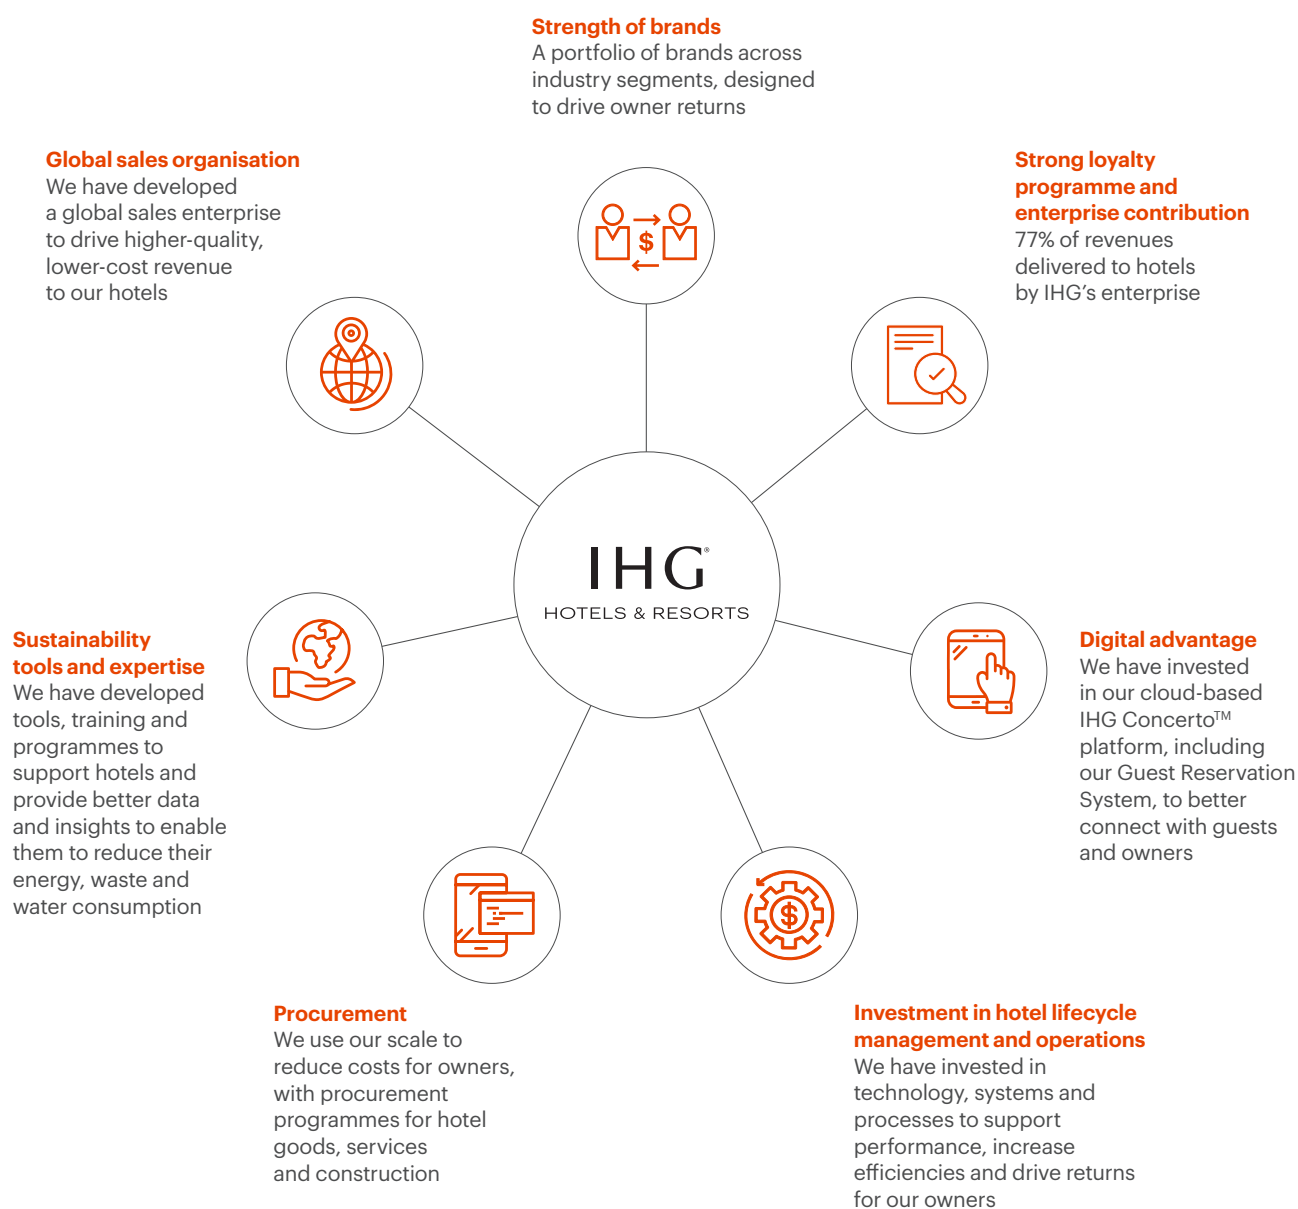 Strength of brands
A portfolio of brands across
industry segments, designed
to drive owner returns
Global sales organisation
We have developed
a global sales enterprise
to drive higher-quality,
lower-cost revenue
to our hotels
Strong loyalty
programme and
enterprise contribution
77% of revenues
delivered to hotels
by IHG’s enterprise
$
IHG®
HOTELS & RESORTS
Sustainability
tools and expertise
We have developed
tools, training and
programmes to
support hotels and
provide better data
and insights to enable
them to reduce their
energy, waste and
water consumption
Digital advantage
We have invested
in our cloud-based
IHG Concerto™
platform, including
our Guest Reservation
System, to better
connect with guests
and owners
$
Procurement
We use our scale to
reduce costs for owners,
with procurement
programmes for hotel
goods, services
and construction
Investment in hotel lifecycle
management and operations
We have invested in
technology, systems and
processes to support
performance, increase
efficiencies and drive returns
for our owners